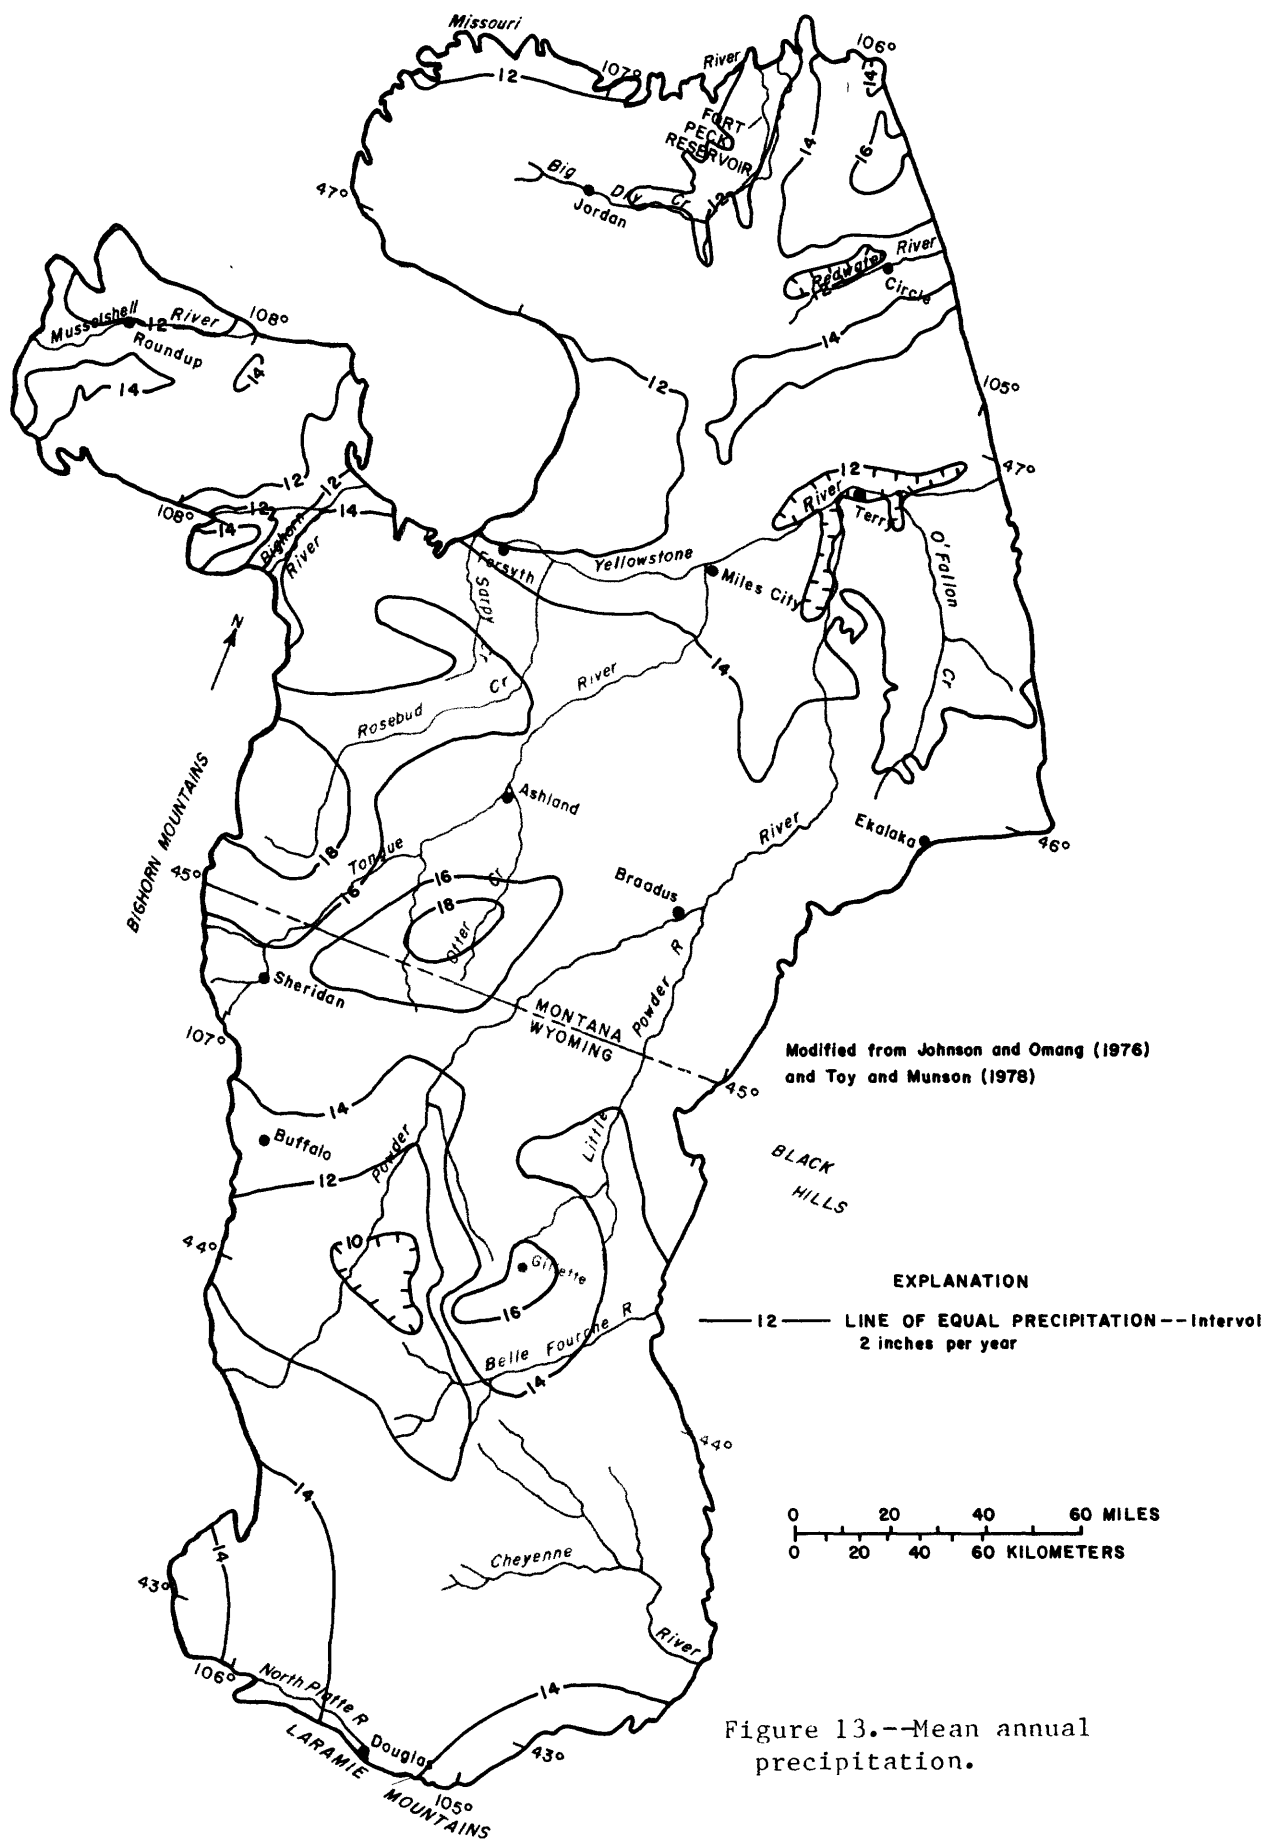 Missouri
River
106°
107°
12
14
FORT
PECK
RESERVOIR
14
16
Big Dry Cr
12
47°
Jordan
River
Redwater
12
Circle
Musselshell River
12
108°
Roundup
14
14
14
12
105°
12
12
47°
River
Terry
12
12
14
108°
12
14
Bighorn
River
Forsyth
Yellowstone
Miles City
O'Fallon
Cr
Sarpy
Cr
N
14
River
Cr
Rosebud
BIGHORN MOUNTAINS
Ashland
River
Ekalaka
46°
18
Tongue
45°
16
16
Cr
Broadus
18
Otter
Sheridan
Powder R
MONTANA
WYOMING
107°
Modified from Johnson and Omang (1976)
and Toy and Munson (1978)
45°
14
Buffalo
Powder
Little
BLACK
HILLS
12
44°
10
Gillette
16
EXPLANATION
12 LINE OF EQUAL PRECIPITATION--Interval
2 inches per year
Belle Fourche R
14
44°
14
0 20 40 60 MILES
0 20 40 60 KILOMETERS
14
Cheyenne
43°
River
106°
North Platte R
14
LARAMIE
Douglas
43°
105°
MOUNTAINS
Figure 13.--Mean annual
precipitation.